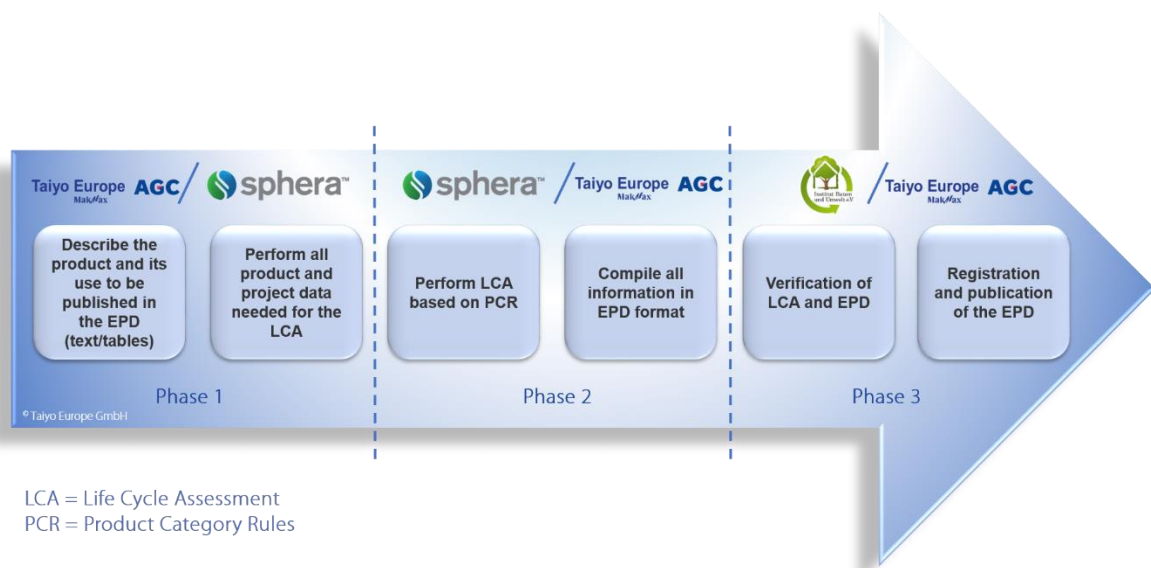 Taiyo Europe
MakMax
AGC
sphera™
sphera™
Taiyo Europe
MakMax
AGC
Institut Bauen
und Umwelt e.V.
Taiyo Europe
MakMax
AGC
Describe the
product and its
use to be
published in
the EPD
(text/tables)
Perform all
product and
project data
needed for the
LCA
Perform LCA
based on PCR
Compile all
information in
EPD format
Verification of
LCA and EPD
Registration
and publication
of the EPD
Phase 1
Phase 2
Phase 3
© Taiyo Europe GmbH
LCA = Life Cycle Assessment
PCR = Product Category Rules